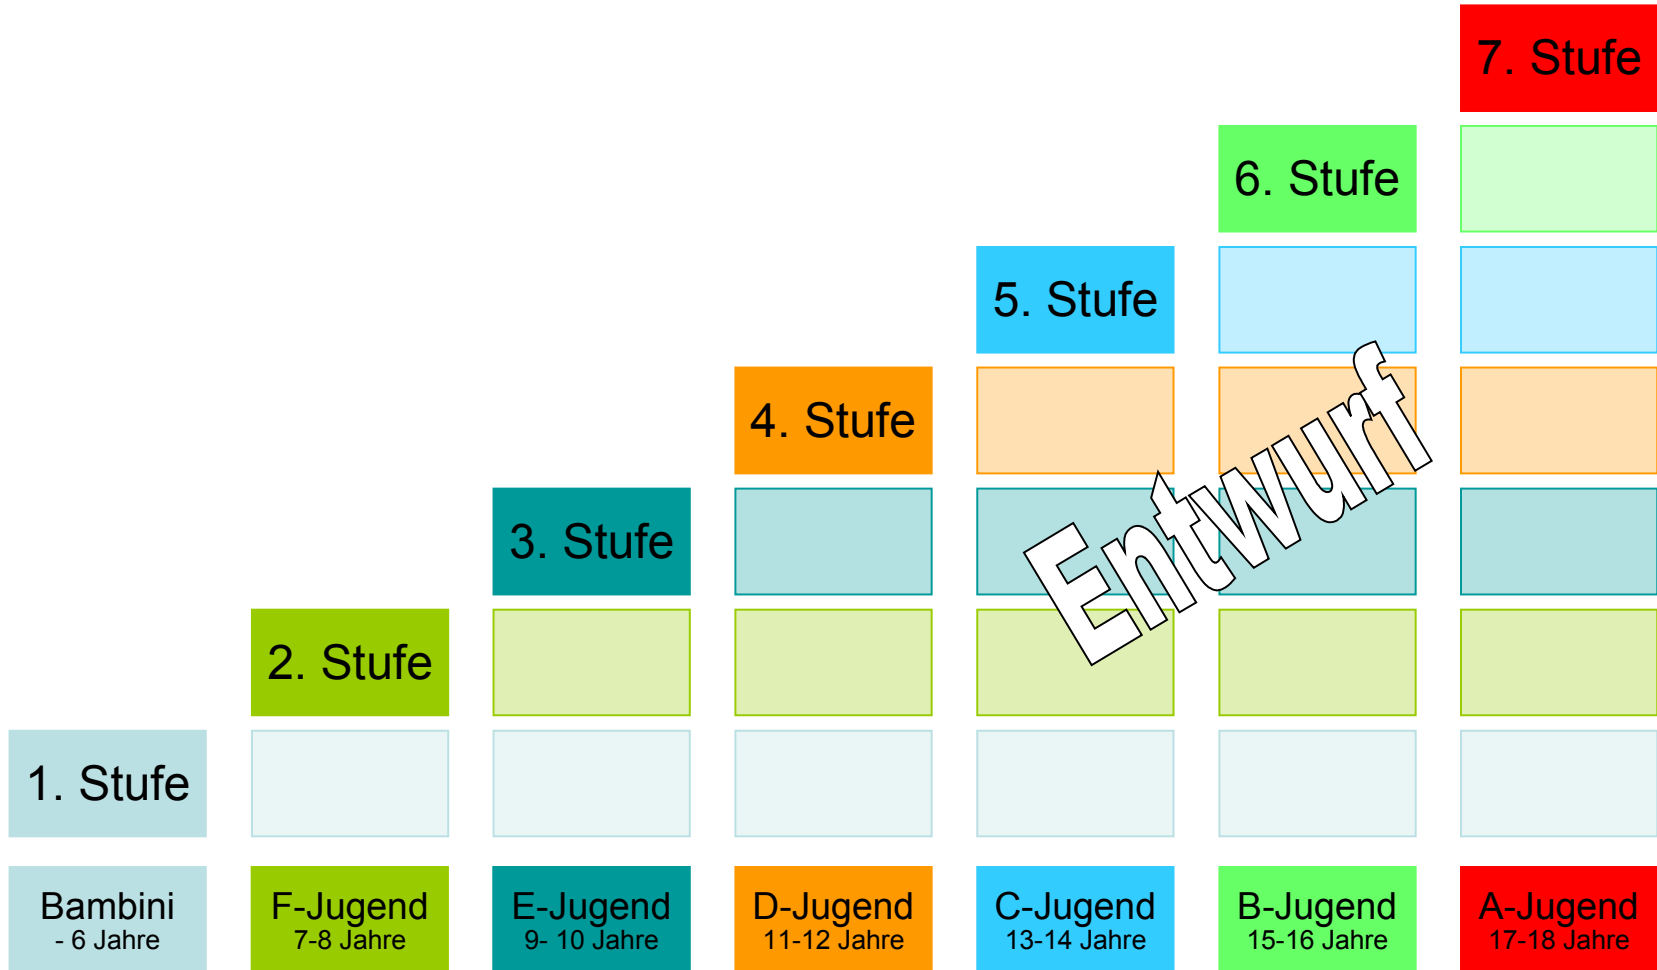 7. Stufe
6. Stufe
5. Stufe
4. Stufe
3. Stufe
2. Stufe
1. Stufe
Entwurf
Bambini
- 6 Jahre
F-Jugend
7-8 Jahre
E-Jugend
9- 10 Jahre
D-Jugend
11-12 Jahre
C-Jugend
13-14 Jahre
B-Jugend
15-16 Jahre
A-Jugend
17-18 Jahre